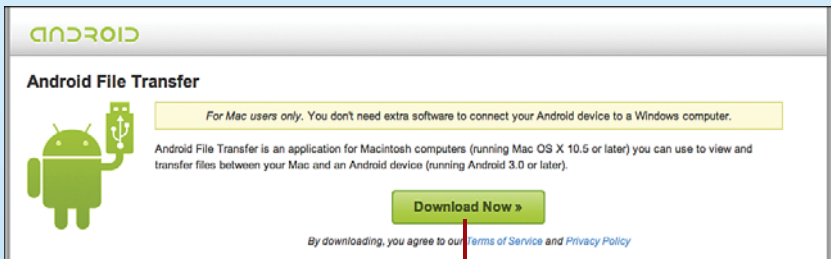 ANDROID
Android File Transfer
For Mac users only. You don't need extra software to connect your Android device to a Windows computer.
Android File Transfer is an application for Macintosh computers (running Mac OS X 10.5 or later) you can use to view and
transfer files between your Mac and an Android device (running Android 3.0 or later).
Download Now »
By downloading, you agree to our Terms of Service and Privacy Policy